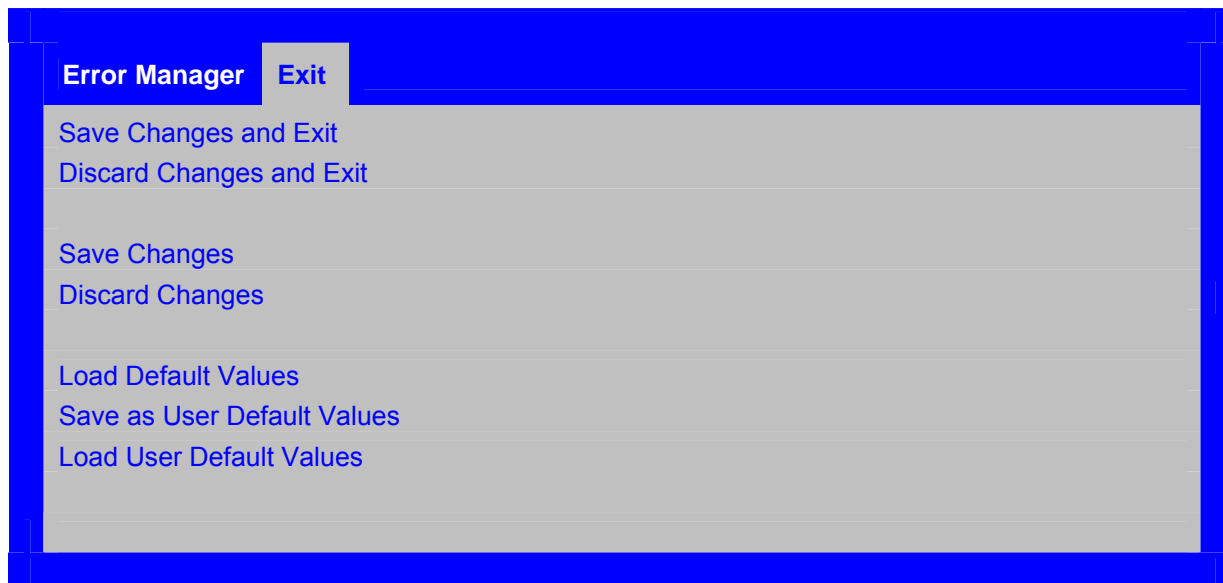 Error Manager Exit
Save Changes and Exit
Discard Changes and Exit
Save Changes
Discard Changes
Load Default Values
Save as User Default Values
Load User Default Values